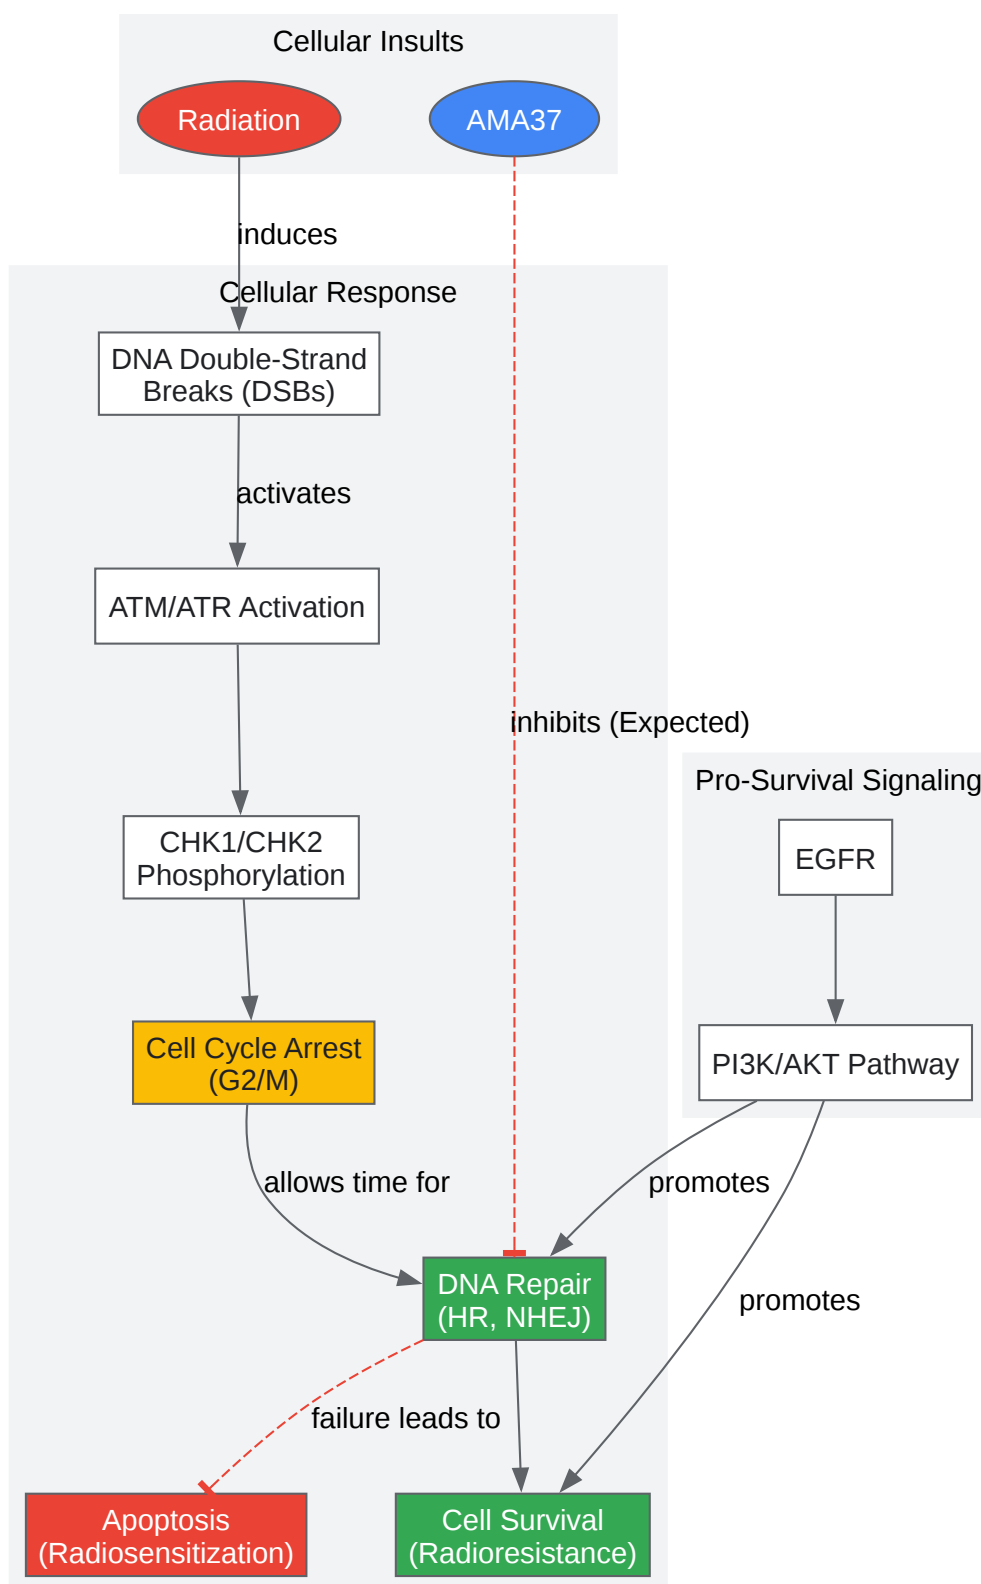 Cellular Insults
Radiation
AMA37
induces
Cellular Response
DNA Double-Strand
Breaks (DSBs)
activates
ATM/ATR Activation
inhibits (Expected)
Pro-Survival Signaling
CHK1/CHK2
Phosphorylation
EGFR
Cell Cycle Arrest
(G2/M)
PI3K/AKT Pathway
allows time for
promotes
DNA Repair
(HR, NHEJ)
promotes
failure leads to
Apoptosis
(Radiosensitization)
Cell Survival
(Radioresistance)